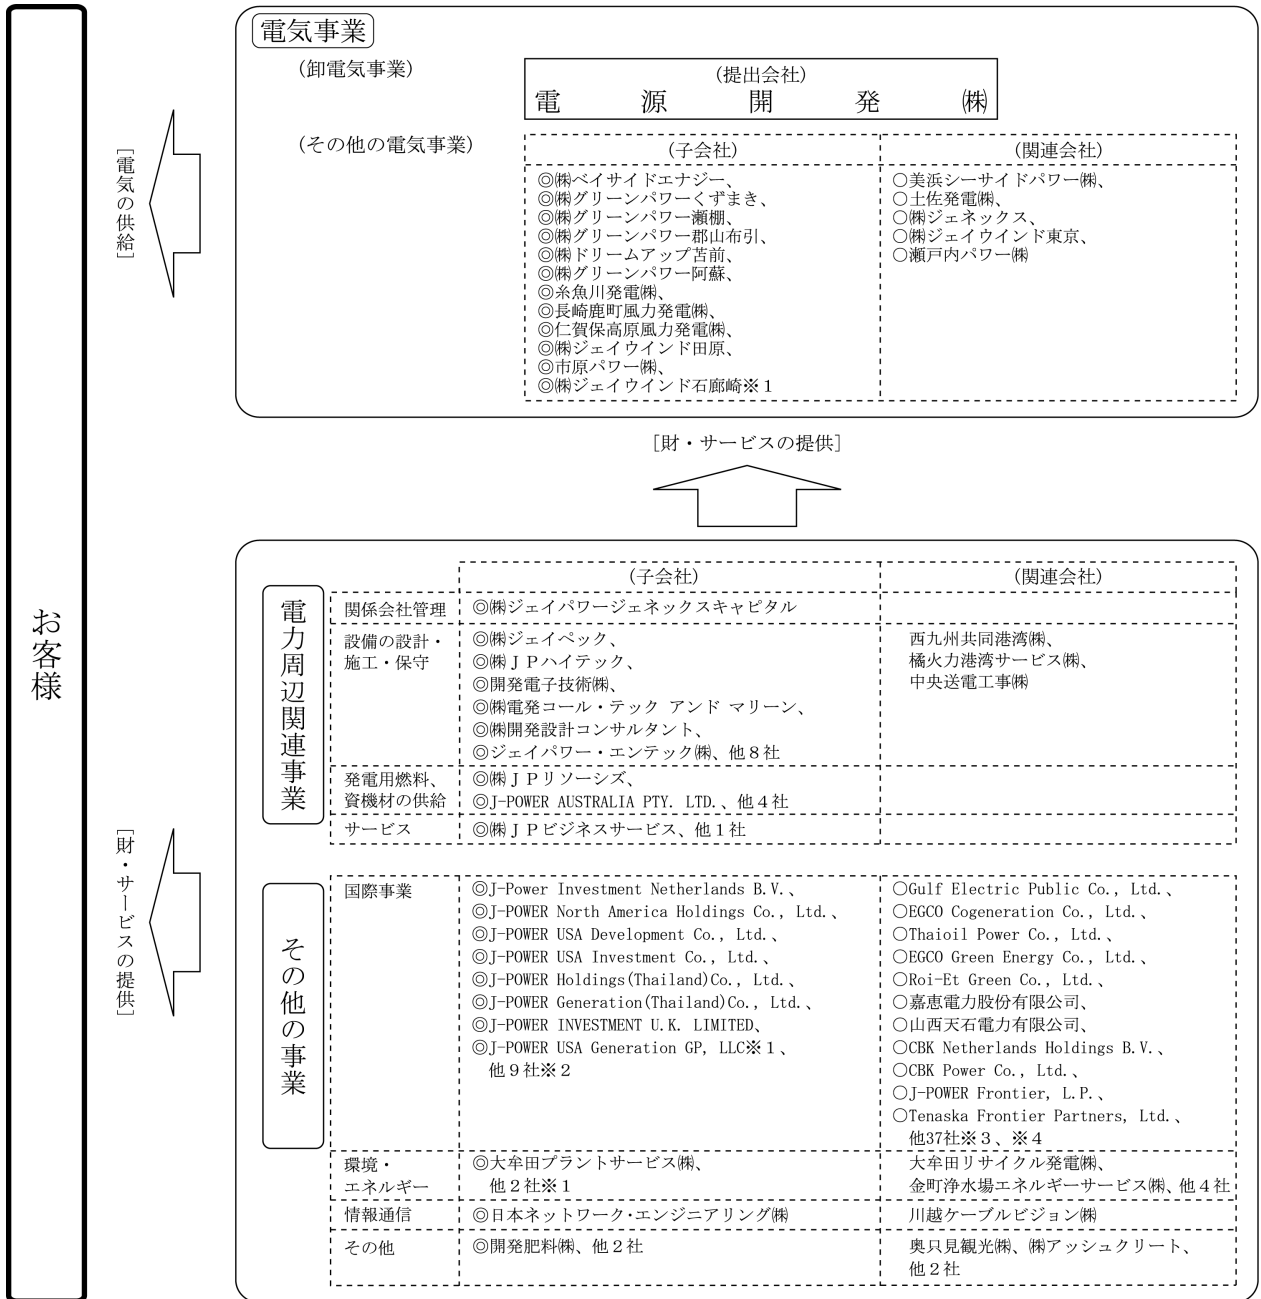 お客様
[電気の供給]
[財・サービスの提供]
電気事業
(卸電気事業)
(提出会社)
電源開発㈱
(その他の電気事業)
(子会社)
◎㈱ベイサイドエナジー、
◎㈱グリーンパワーくずまき、
◎㈱グリーンパワー瀬棚、
◎㈱グリーンパワー郡山布引、
◎㈱ドリームアップ苫前、
◎㈱グリーンパワー阿蘇、
◎糸魚川発電㈱、
◎長崎鹿町風力発電㈱、
◎仁賀保高原風力発電㈱、
◎㈱ジェイウインド田原、
◎市原パワー㈱、
◎㈱ジェイウインド石廊崎※1
(関連会社)
○美浜シーサイドパワー㈱、
○土佐発電㈱、
○㈱ジェネックス、
○㈱ジェイウインド東京、
○瀬戸内パワー㈱
[財・サービスの提供]
電力周辺関連事業
(子会社)
(関連会社)
関係会社管理
◎㈱ジェイパワージェネックスキャピタル
設備の設計・
施工・保守
◎㈱ジェイペック、
◎㈱ＪＰハイテック、
◎開発電子技術㈱、
◎㈱電発コール・テック アンド マリーン、
◎㈱開発設計コンサルタント、
◎ジェイパワー・エンテック㈱、他８社
西九州共同港湾㈱、
橘火力港湾サービス㈱、
中央送電工事㈱
発電用燃料、
資機材の供給
◎㈱ＪＰリソーシズ、
◎J-POWER AUSTRALIA PTY. LTD.、他４社
サービス
◎㈱ＪＰビジネスサービス、他１社
その他の事業
国際事業
◎J-Power Investment Netherlands B.V.、
◎J-POWER North America Holdings Co., Ltd.、
◎J-POWER USA Development Co., Ltd.、
◎J-POWER USA Investment Co., Ltd.、
◎J-POWER Holdings(Thailand)Co., Ltd.、
◎J-POWER Generation(Thailand)Co., Ltd.、
◎J-POWER INVESTMENT U.K. LIMITED、
◎J-POWER USA Generation GP, LLC※１、
他９社※２
○Gulf Electric Public Co., Ltd.、
○EGCO Cogeneration Co., Ltd.、
○Thaioil Power Co., Ltd.、
○EGCO Green Energy Co., Ltd.、
○Roi-Et Green Co., Ltd.、
○嘉恵電力股份有限公司、
○山西天石電力有限公司、
○CBK Netherlands Holdings B.V.、
○CBK Power Co., Ltd.、
○J-POWER Frontier, L.P.、
○Tenaska Frontier Partners, Ltd.、
他37社※３、※４
環境・
エネルギー
◎大牟田プラントサービス㈱、
他２社※１
大牟田リサイクル発電㈱、
金町浄水場エネルギーサービス㈱、他４社
情報通信
◎日本ネットワーク・エンジニアリング㈱
川越ケーブルビジョン㈱
その他
◎開発肥料㈱、他２社
奥只見観光㈱、㈱アッシュクリート、
他２社